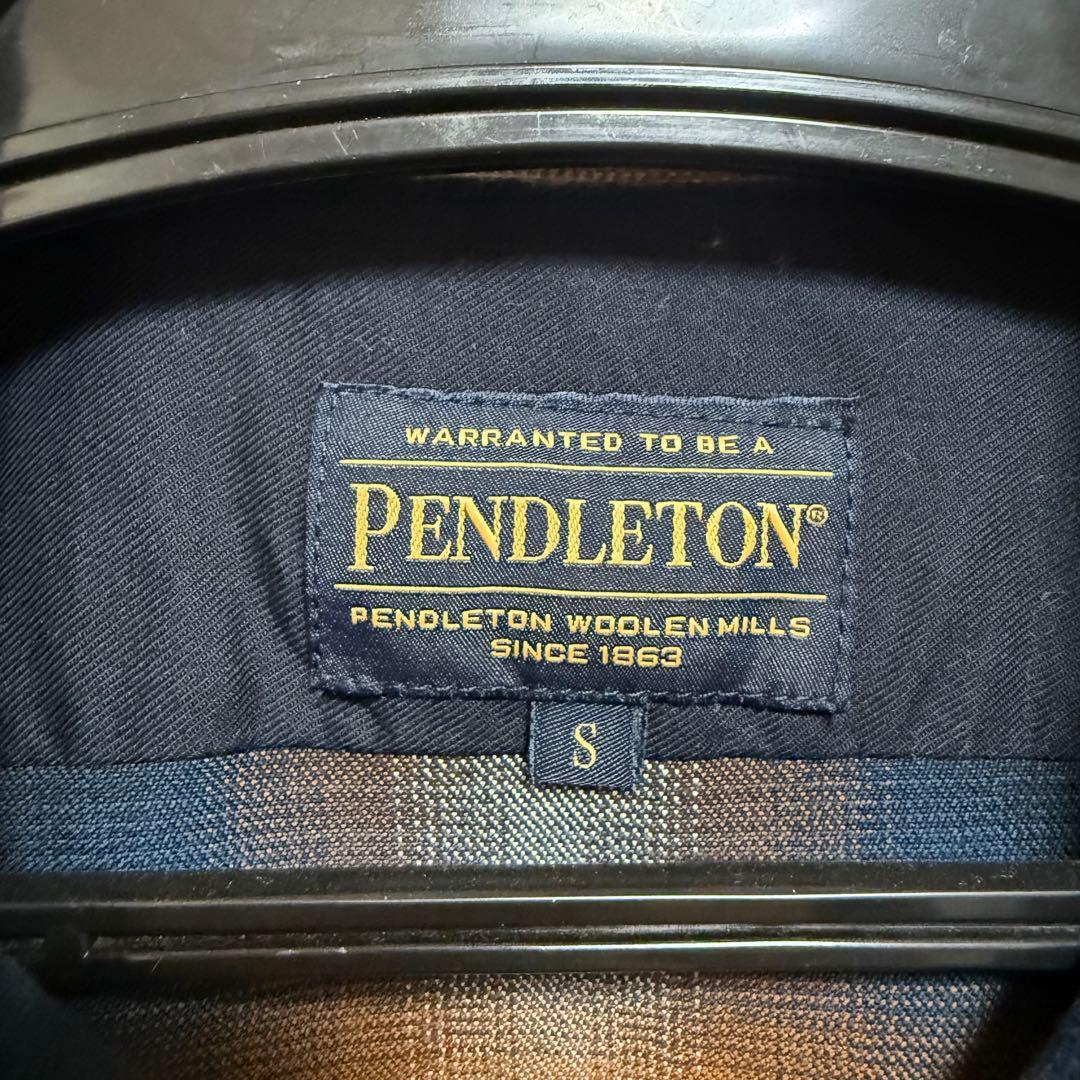 WARRANTED TO BE A
PENDLETON®
PENDLETON WOOLEN MILLS
SINCE 1863
S